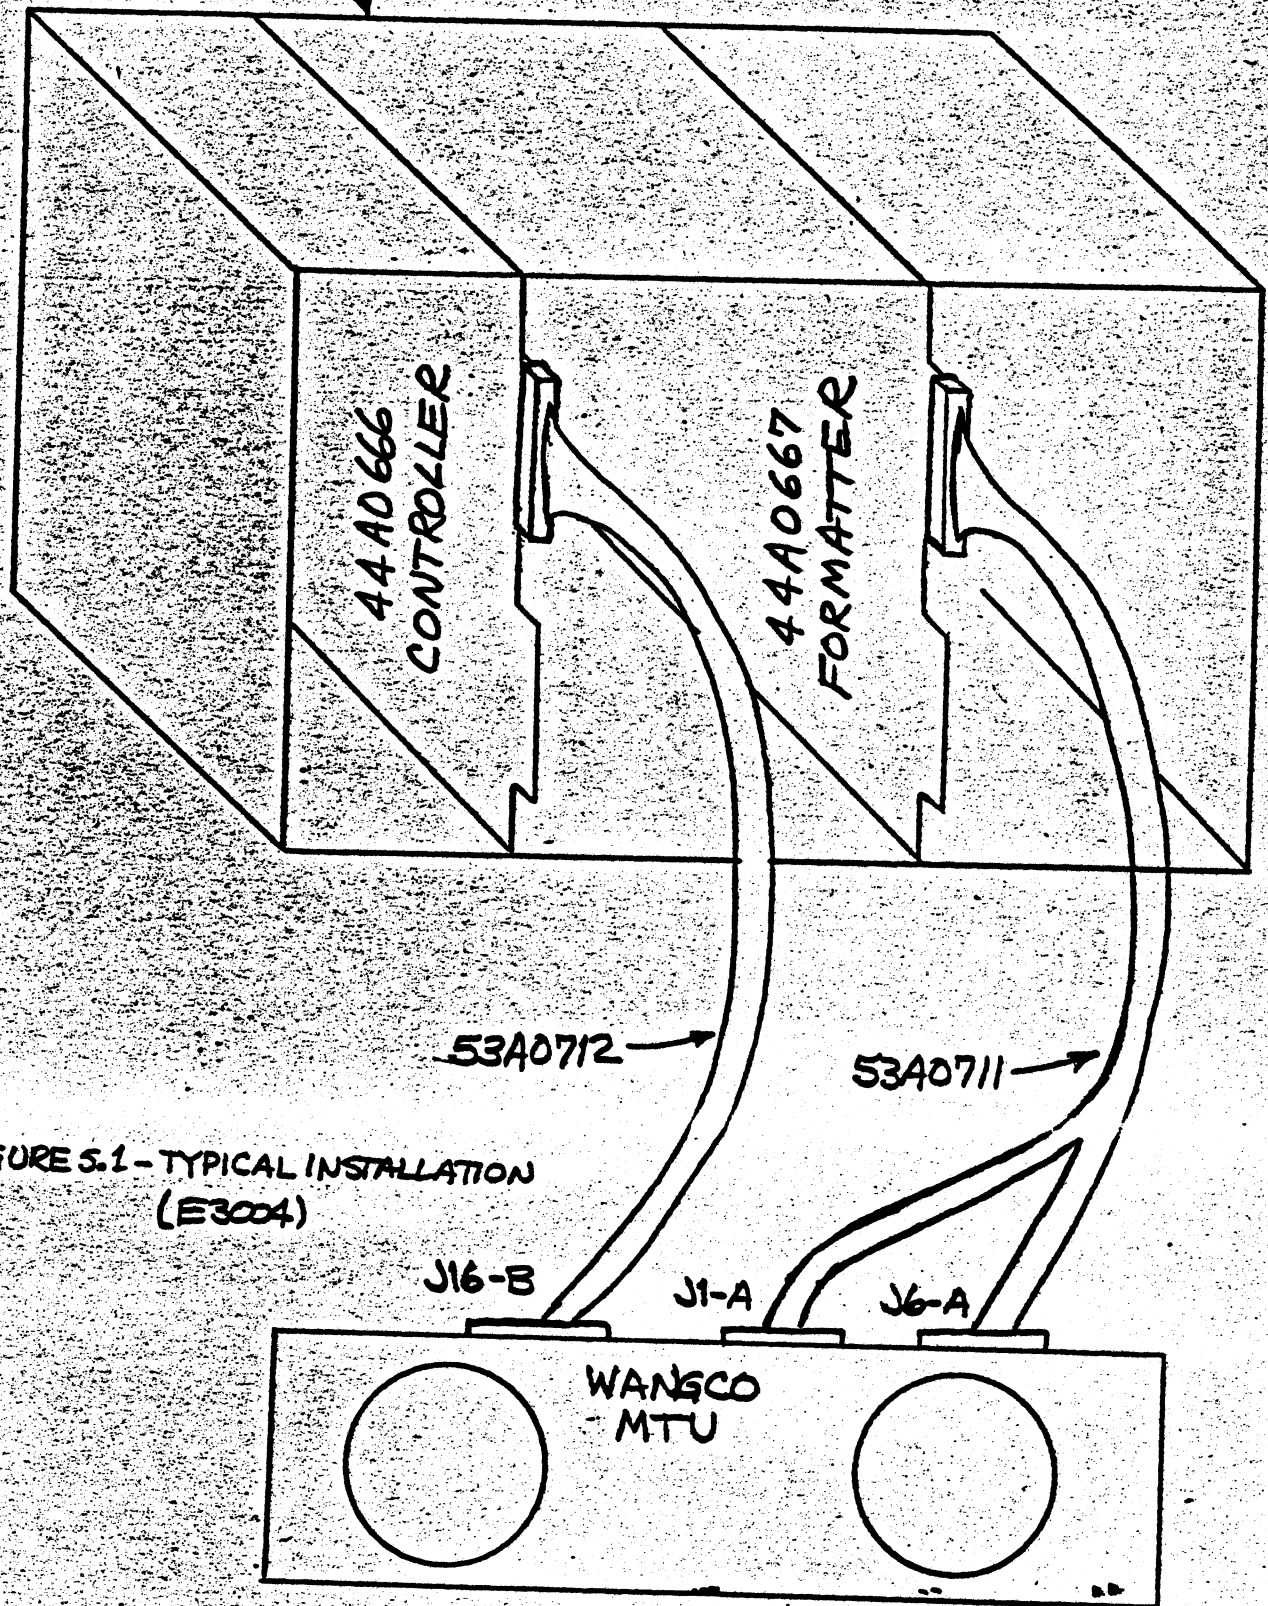 44A0666
CONTROLLER
44A0667
FORMATTER
53A0712
53A0711
URE 5.1 - TYPICAL INSTALLATION
(E3004)
J16-B
J1-A
J6-A
WANGCO
MTU